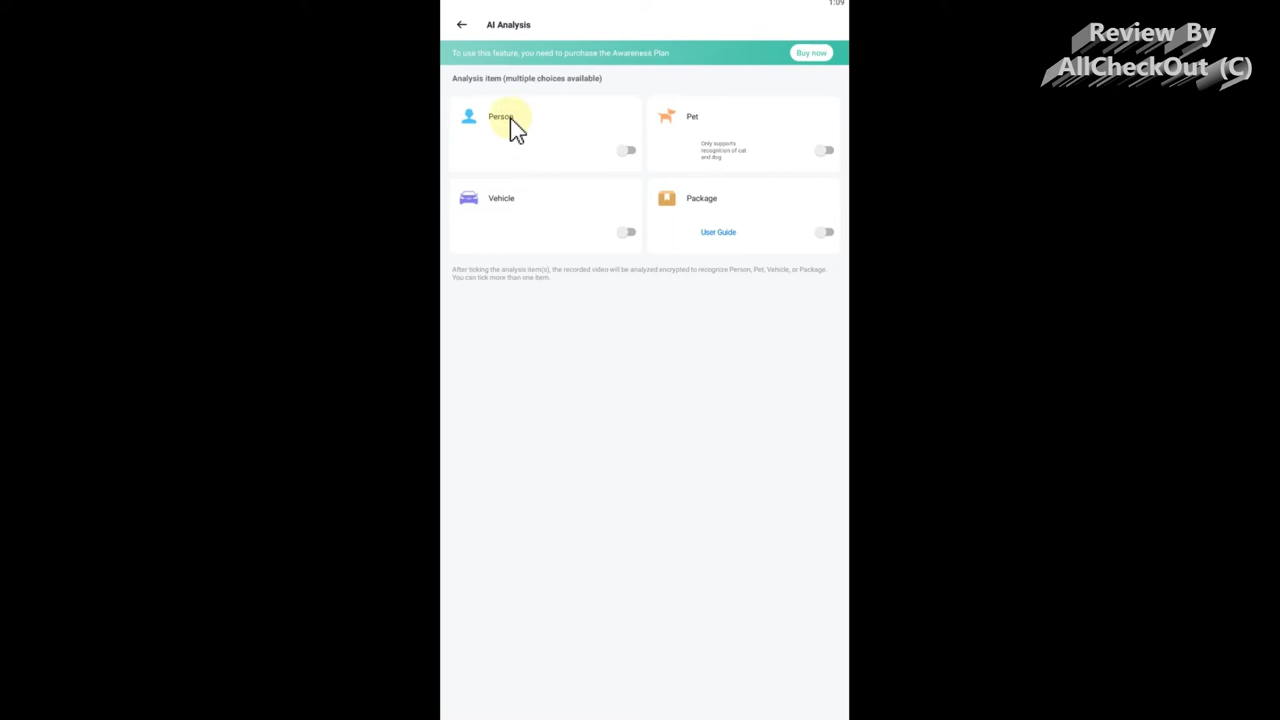 1:09
AI Analysis
To use this feature, you need to purchase the Awareness Plan
Buy now
Analysis item (multiple choices available)
Person
Pet
Only supports
recognition of cat
and dog
Vehicle
Package
User Guide
After ticking the analysis item(s), the recorded video will be analyzed encrypted to recognize Person, Pet, Vehicle, or Package.
You can tick more than one item.
Review By
AllCheckOut (C)